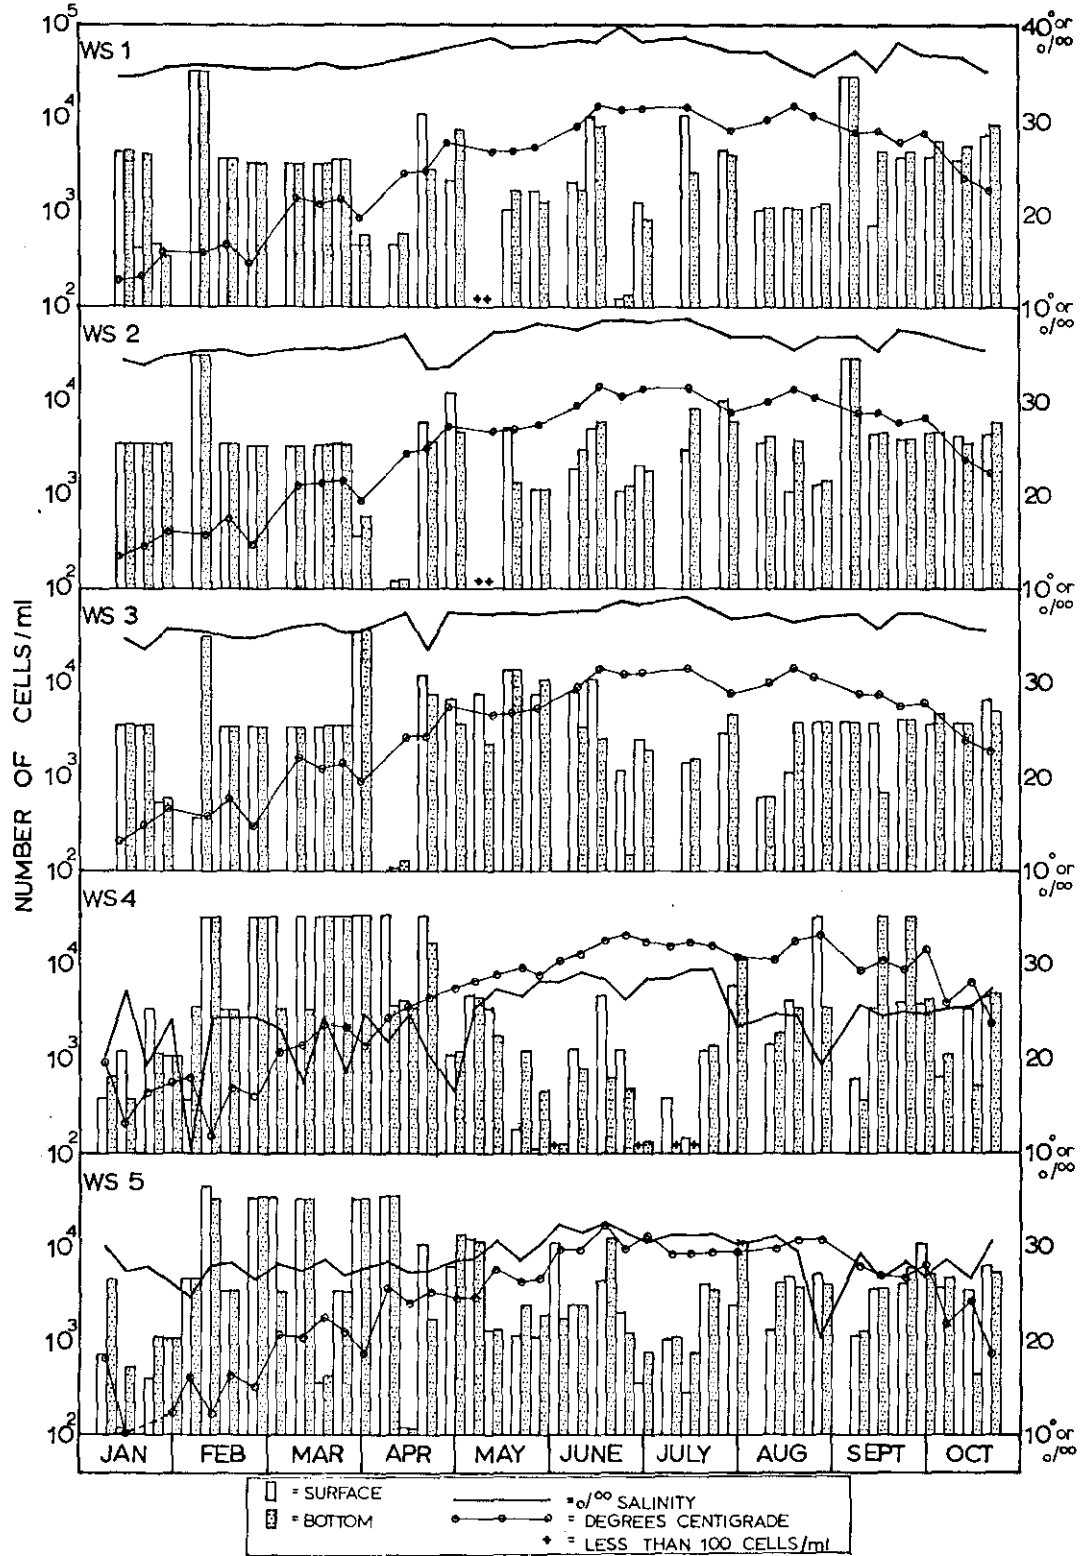 10⁵ 40° or
o/oo
WS 1
10⁴ 30
10³ 20
10² 10° or
o/oo
WS 2
10⁴ 30
10³ 20
10² 10° or
o/oo
WS 3
10⁴ 30
10³ 20
10² 10° or
o/oo
WS 4
10⁴ 30
10³ 20
10² 10° or
o/oo
WS 5
10⁴ 30
10³ 20
10² 10° or
o/oo
NUMBER OF CELLS/ml
JAN FEB MAR APR MAY JUNE JULY AUG SEPT OCT
= SURFACE
= BOTTOM
= o/oo SALINITY
= DEGREES CENTIGRADE
= LESS THAN 100 CELLS/ml